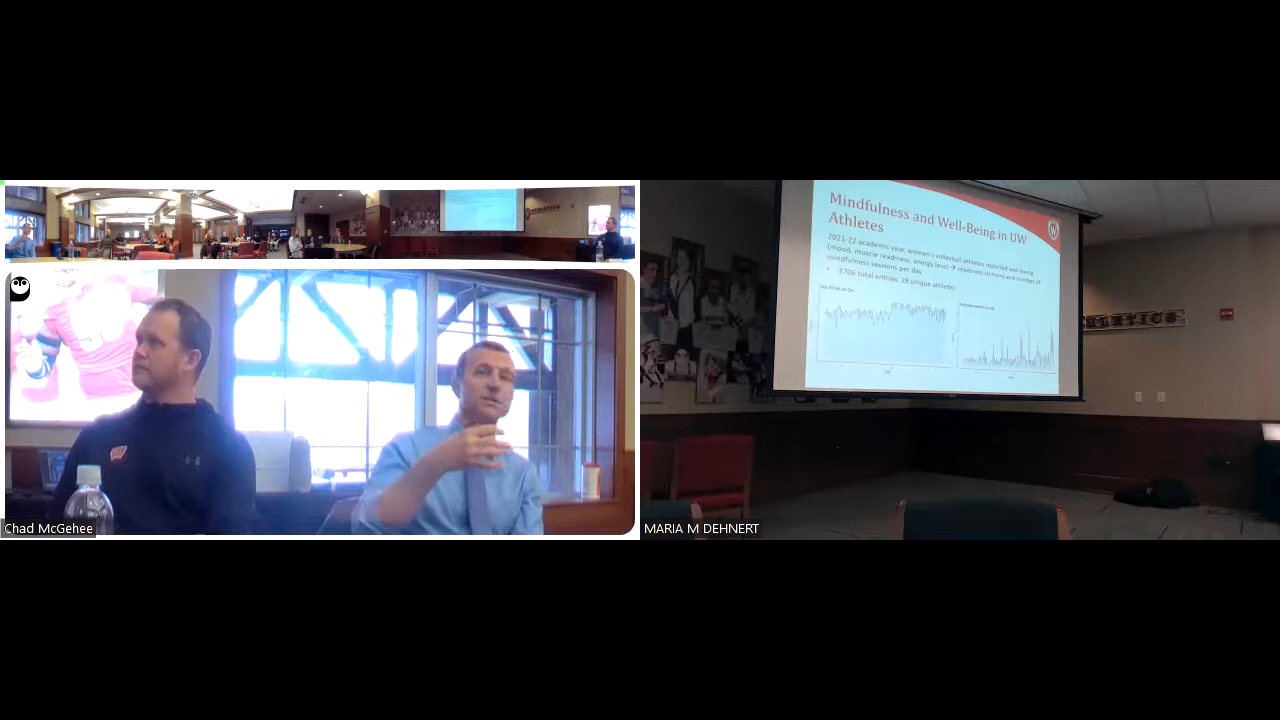 Mindfulness and Well-Being in UW
Athletes
2021-22 academic year, women's volleyball athletes reported well-being
(mood, muscle readiness, energy level → readiness to train) and number of
mindfulness sessions per day
• 3706 total entries, 19 unique athletes
W
Chad McGehee
MARIA M DEHNERT